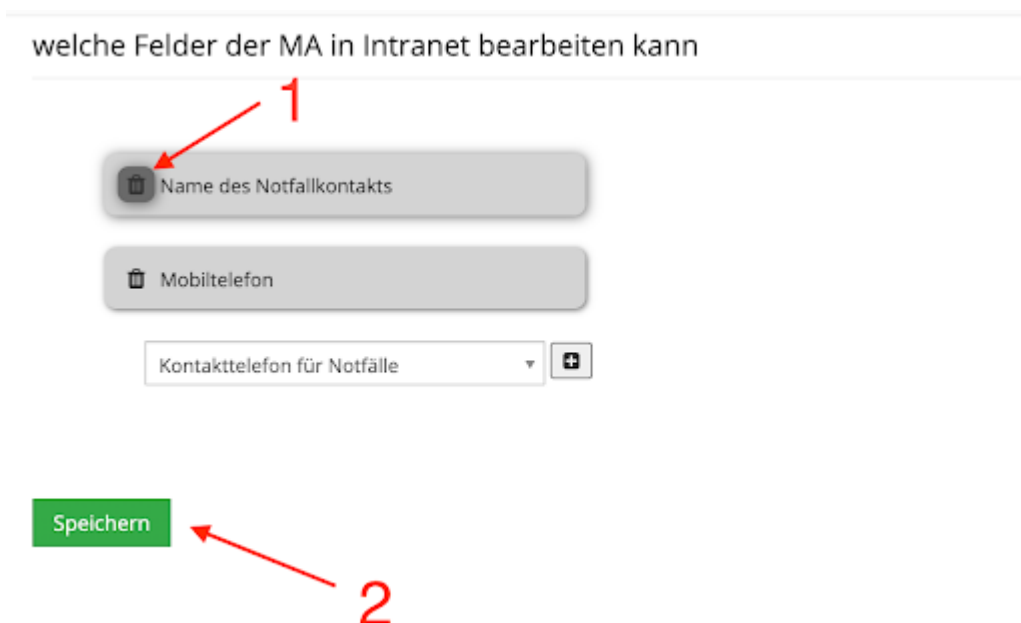 welche Felder der MA in Intranet bearbeiten kann
1
Name des Notfallkontakts
Mobiltelefon
Kontakttelefon für Notfälle
Speichern
2